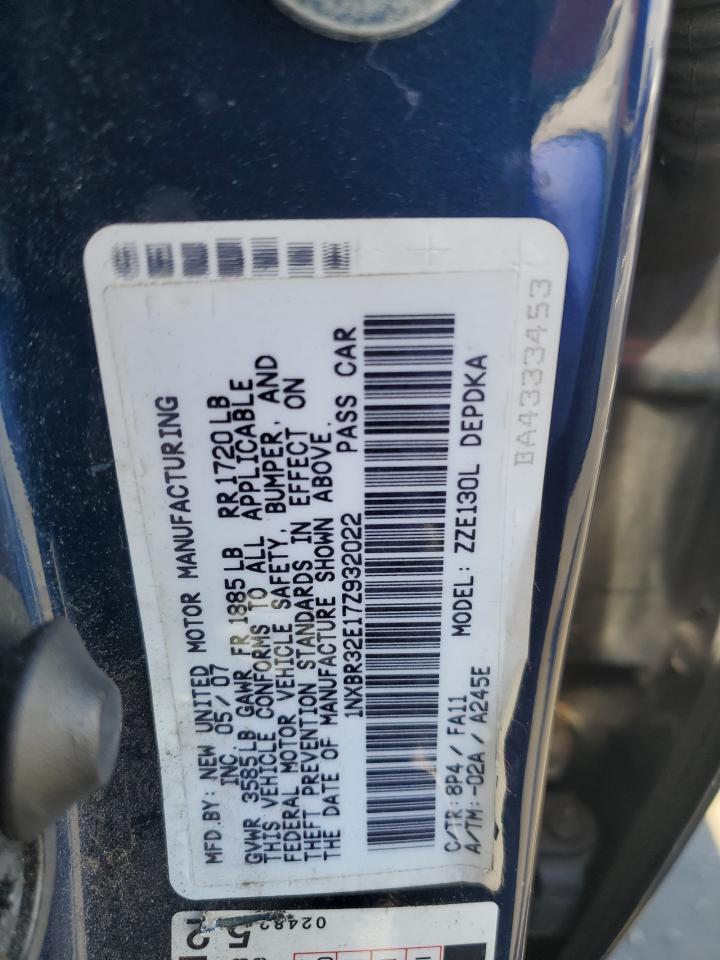 MFD.BY: NEW UNITED MOTOR MANUFACTURING
INC 05/07
GVWR 3585LB GAWR FR 1885LB RR 1720LB
THIS VEHICLE CONFORMS TO ALL APPLICABLE
FEDERAL MOTOR VEHICLE SAFETY, BUMPER, AND
THEFT PREVENTION STANDARDS IN EFFECT ON
THE DATE OF MANUFACTURE SHOWN ABOVE.
1NXBR32E17Z932022 PASS CAR
C/TR:8P4/FA11 MODEL: ZZE130L DEPDKA
A/TM:-02A/A245E
BA4333453